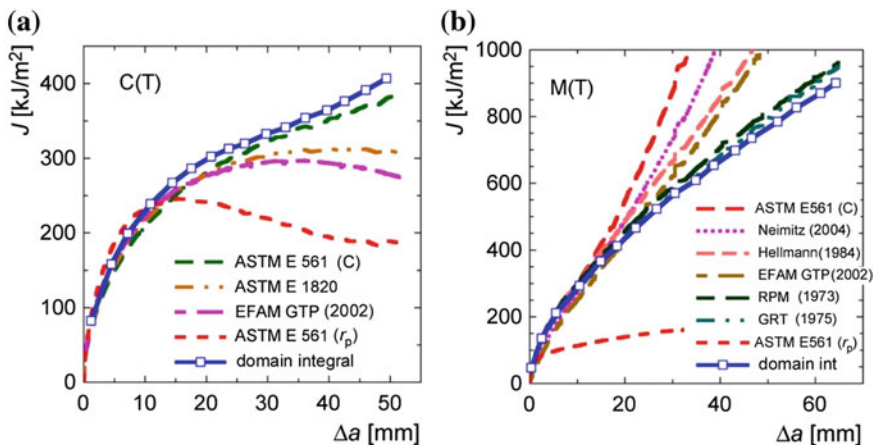 (a)
J [kJ/m²]
400
300
200
100
0
C(T)
ASTM E 561 (C)
ASTM E 1820
EFAM GTP (2002)
ASTM E 561 (rp)
domain integral
0 10 20 30 40 50
Δa [mm]
(b)
J [kJ/m²]
1000
800
600
400
200
0
M(T)
ASTM E561 (C)
Neimitz (2004)
Hellmann(1984)
EFAM GTP(2002)
RPM (1973)
GRT (1975)
ASTM E561 (rp)
domain int
0 20 40 60
Δa [mm]